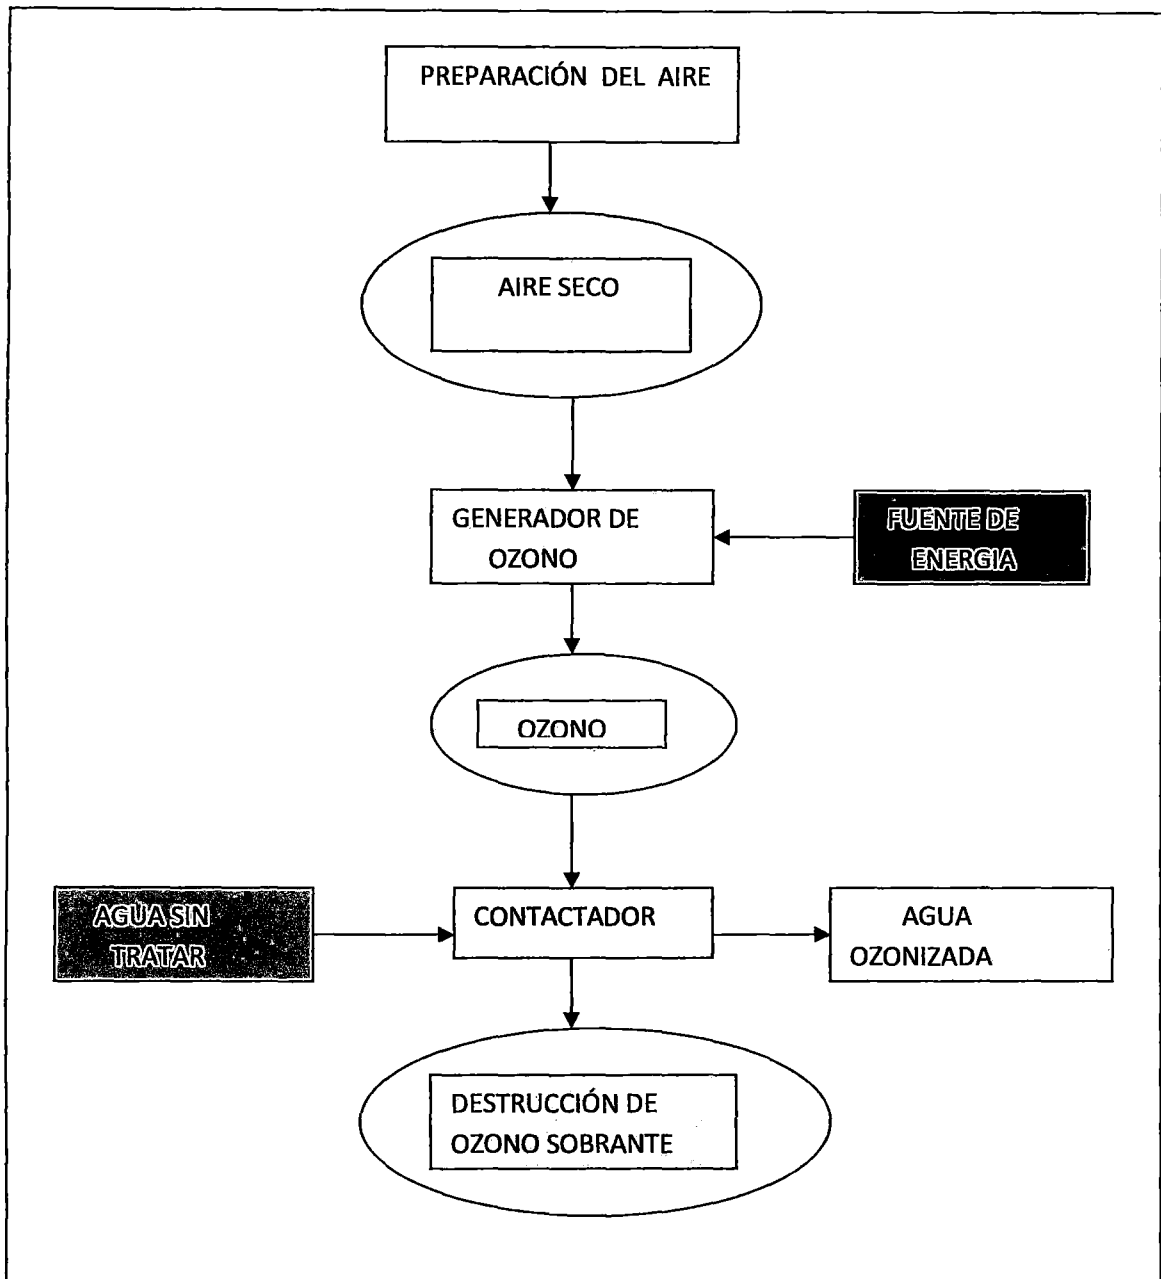 PREPARACIÓN DEL AIRE
AIRE SECO
GENERADOR DE
OZONO
FUENTE DE
ENERGIA
OZONO
AGUA SIN
TRATAR
CONTACTADOR
AGUA
OZONIZADA
DESTRUCCIÓN DE
OZONO SOBRANTE